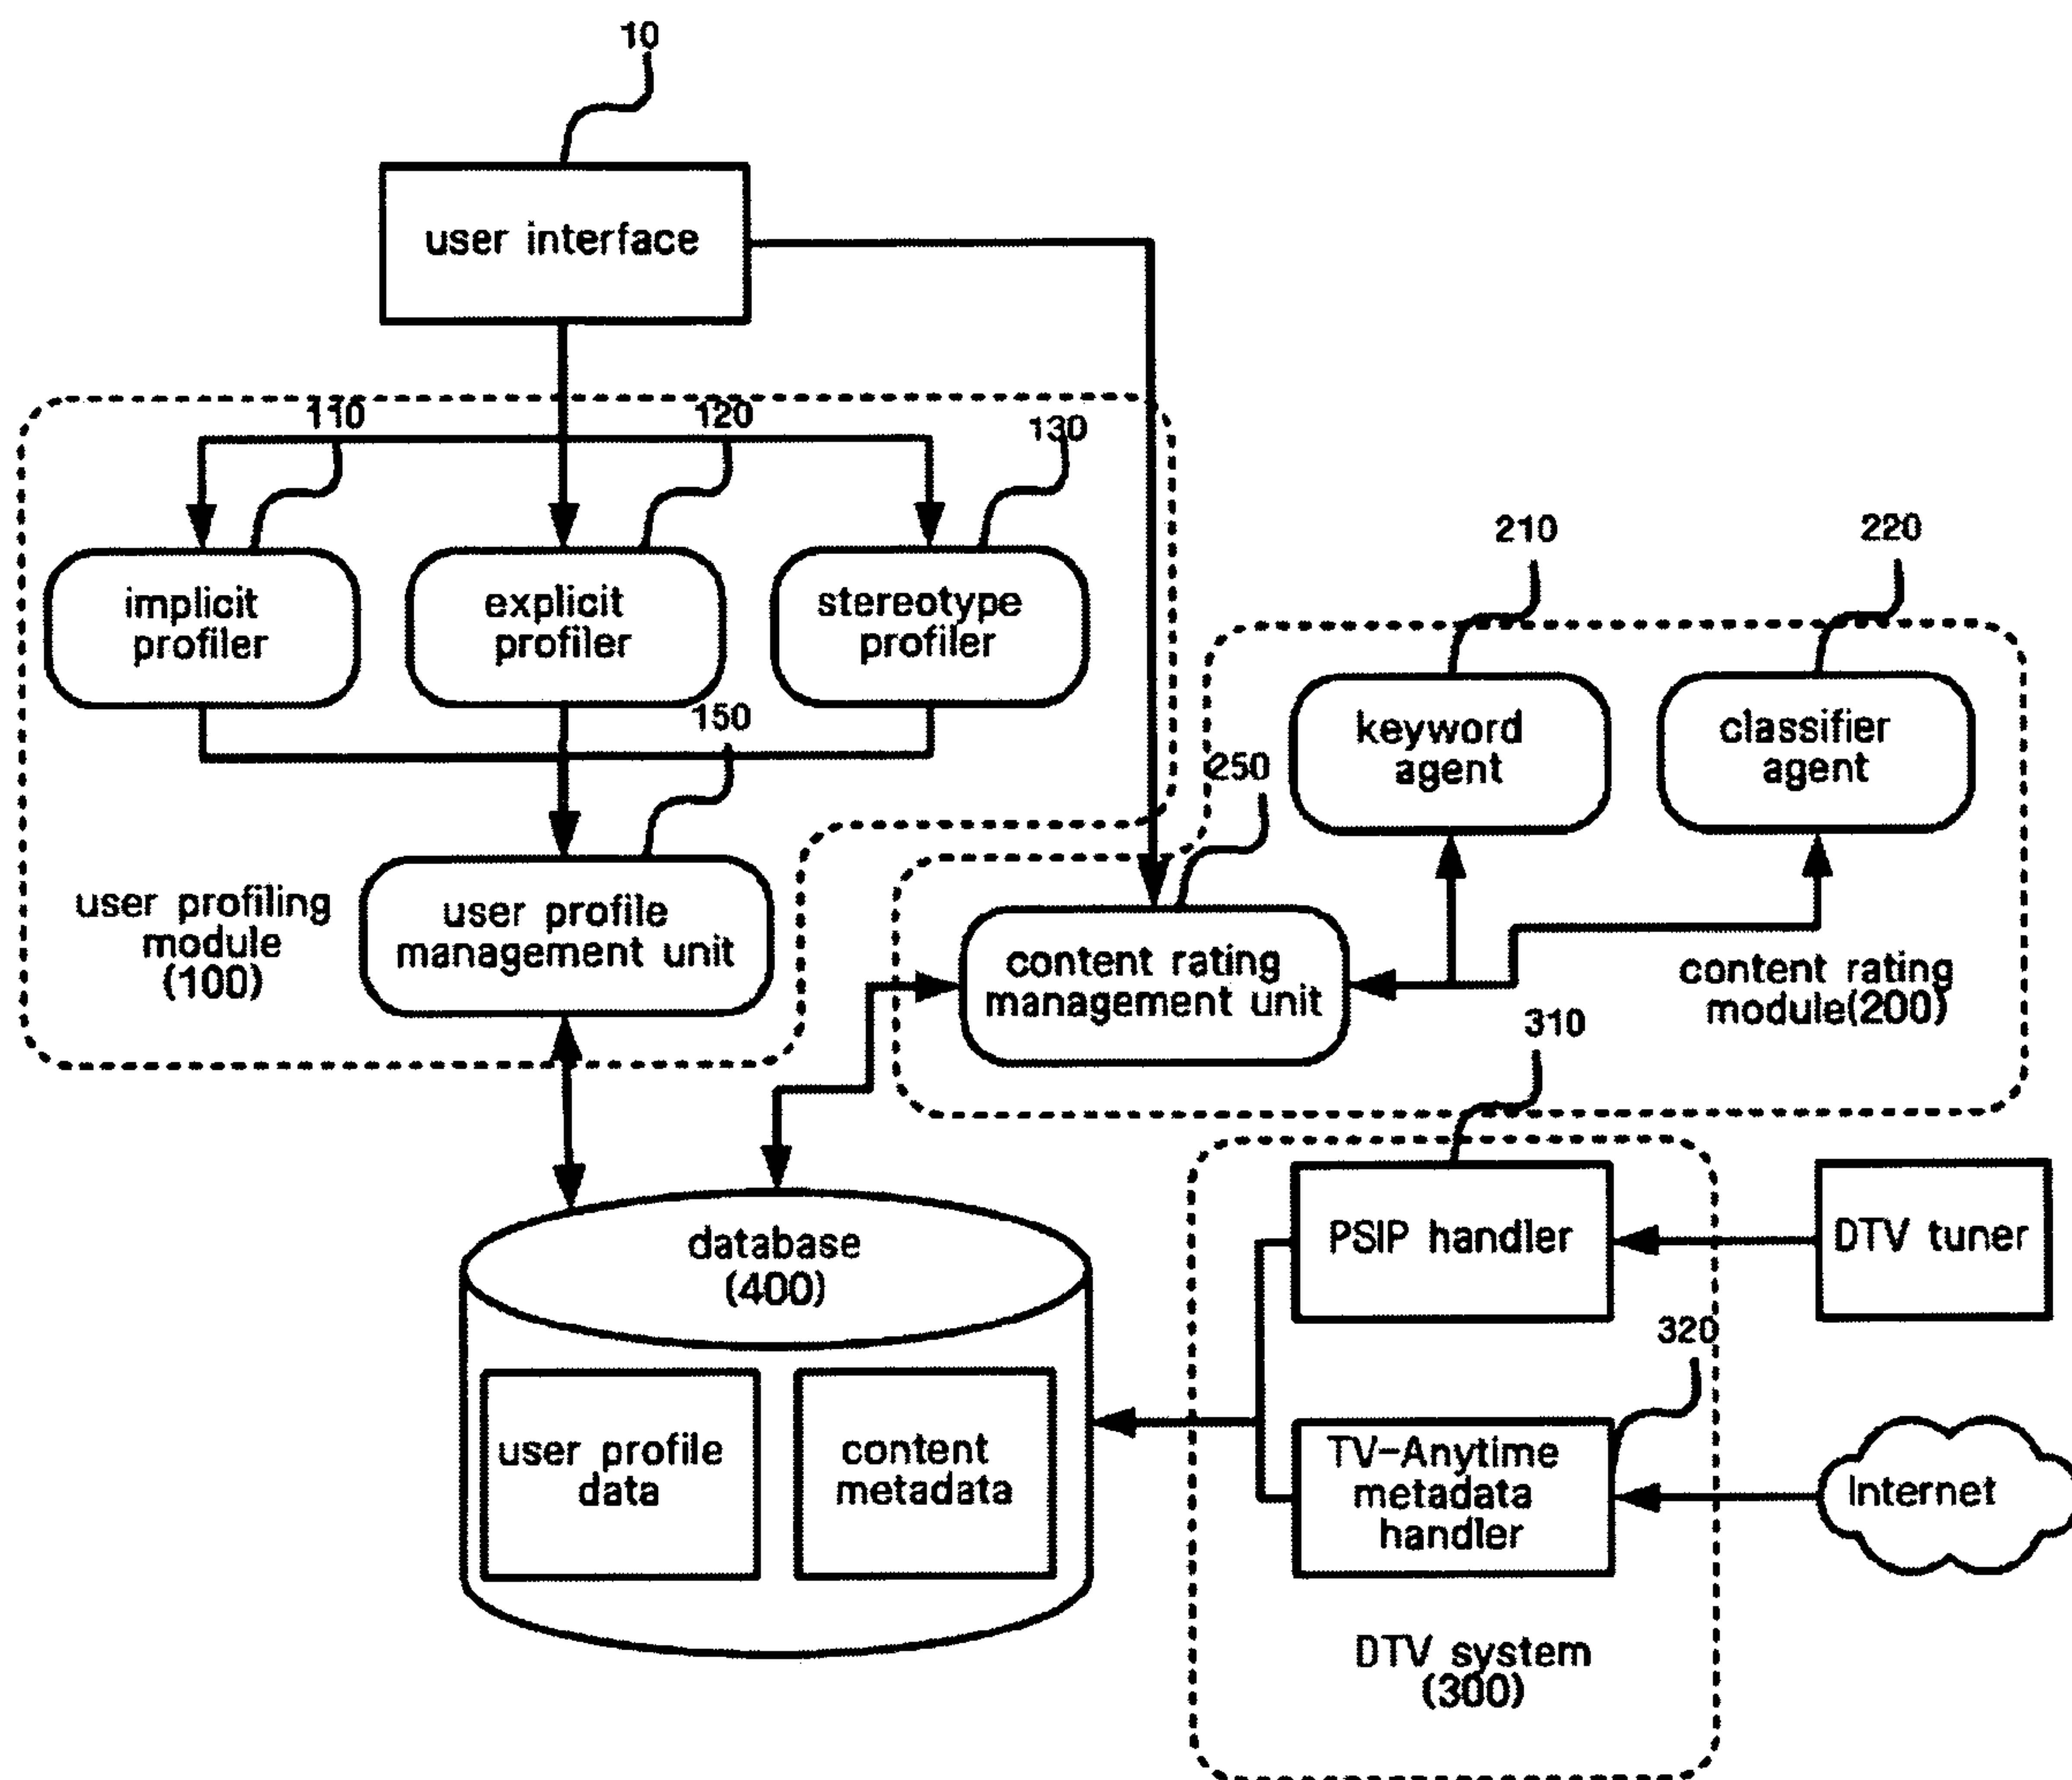 10
user interface
110
120
130
implicit
profiler
explicit
profiler
stereotype
profiler
210
220
150
keyword
agent
classifier
agent
250
user profiling
module
(100)
user profile
management unit
content rating
management unit
content rating
module(200)
310
database
(400)
PSIP handler
DTV tuner
320
user profile
data
content
metadata
TV-Anytime
metadata
handler
Internet
DTV system
(300)